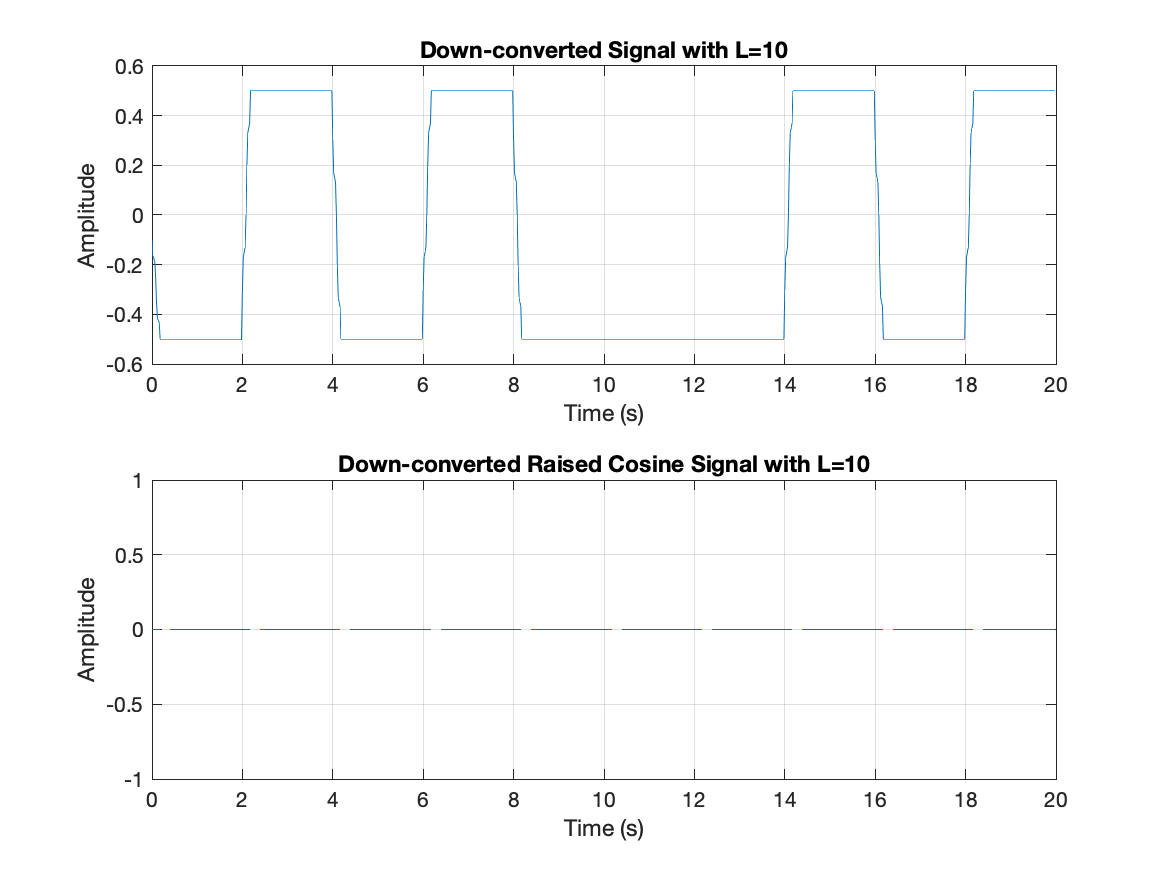 Down-converted Signal with L=10
0.6
0.4
0.2
0
-0.2
-0.4
-0.6
Amplitude
0 2 4 6 8 10 12 14 16 18 20
Time (s)
Down-converted Raised Cosine Signal with L=10
1
0.5
0
-0.5
-1
Amplitude
0 2 4 6 8 10 12 14 16 18 20
Time (s)